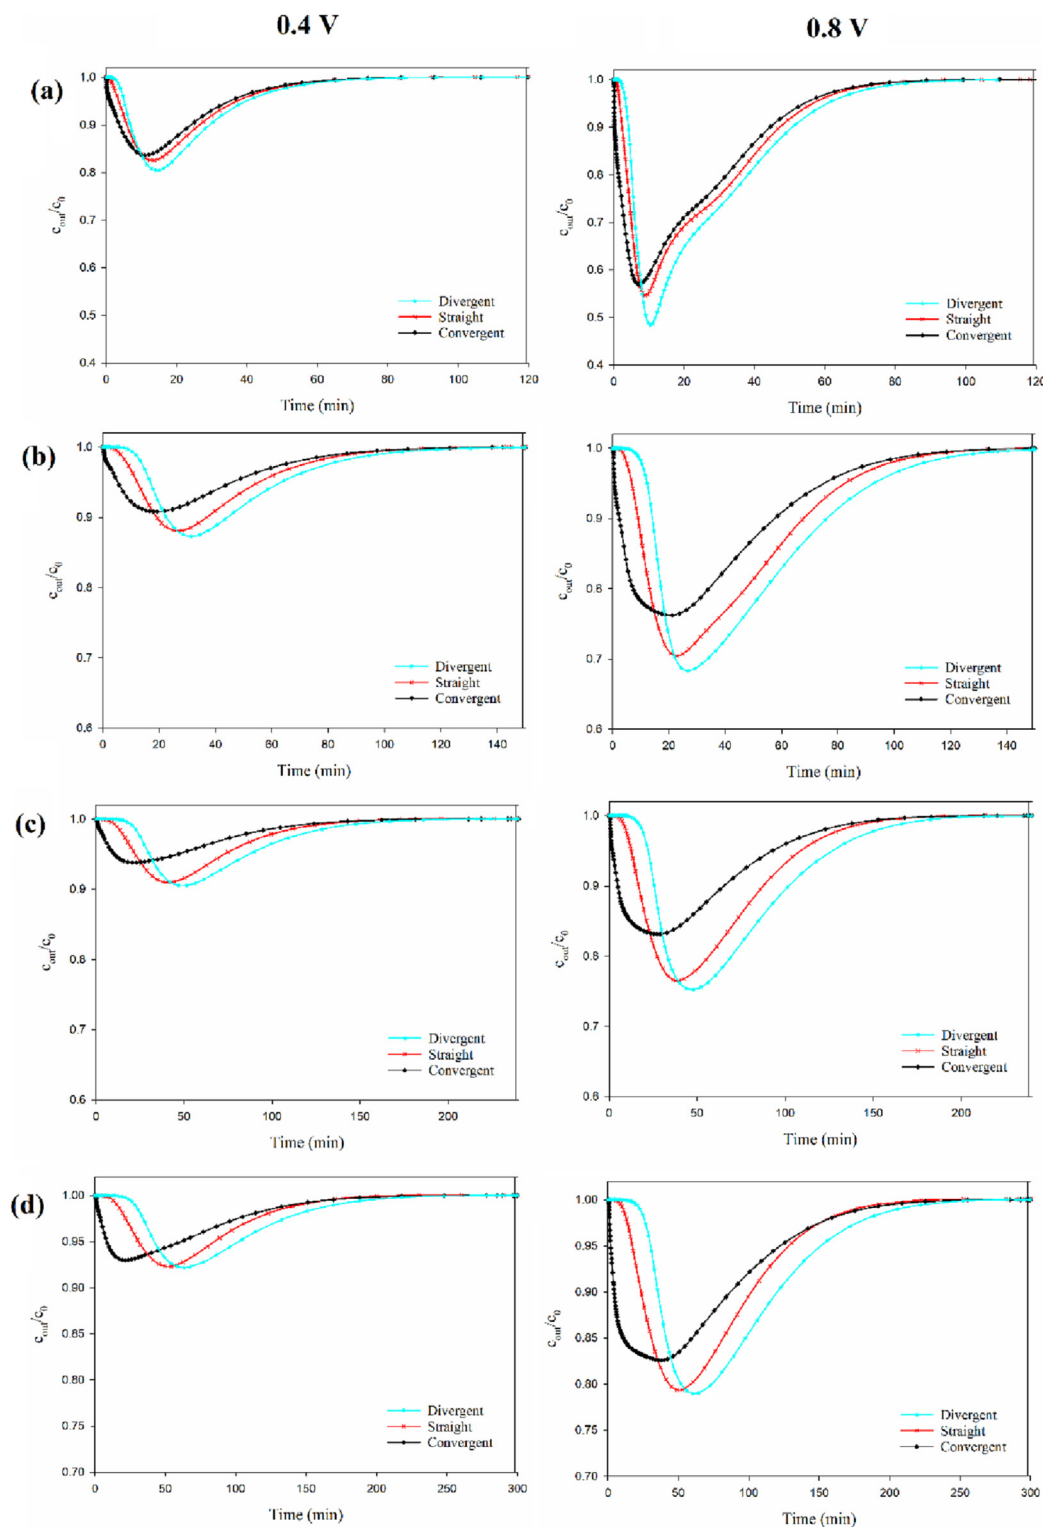 0.4 V
0.8 V
(a)
1.0
0.9
0.8
0.7
0.6
0.5
0.4
c_out/c_0
Divergent
Straight
Convergent
0 20 40 60 80 100 120
Time (min)
1.0
0.9
0.8
0.7
0.6
0.5
0.4
c_out/c_0
Divergent
Straight
Convergent
0 20 40 60 80 100 120
Time (min)
(b)
1.0
0.9
0.8
0.7
0.6
c_out/c_0
Divergent
Straight
Convergent
0 20 40 60 80 100 120 140
Time (min)
1.0
0.9
0.8
0.7
0.6
c_out/c_0
Divergent
Straight
Convergent
0 20 40 60 80 100 120 140
Time (min)
(c)
1.0
0.9
0.8
0.7
0.6
c_out/c_0
Divergent
Straight
Convergent
0 50 100 150 200
Time (min)
1.0
0.9
0.8
0.7
0.6
c_out/c_0
Divergent
Straight
Convergent
0 50 100 150 200
Time (min)
(d)
1.00
0.95
0.90
0.85
0.80
0.75
0.70
c_out/c_0
Divergent
Straight
Convergent
0 50 100 150 200 250 300
Time (min)
1.00
0.95
0.90
0.85
0.80
0.75
0.70
c_out/c_0
Divergent
Straight
Convergent
0 50 100 150 200 250 300
Time (min)